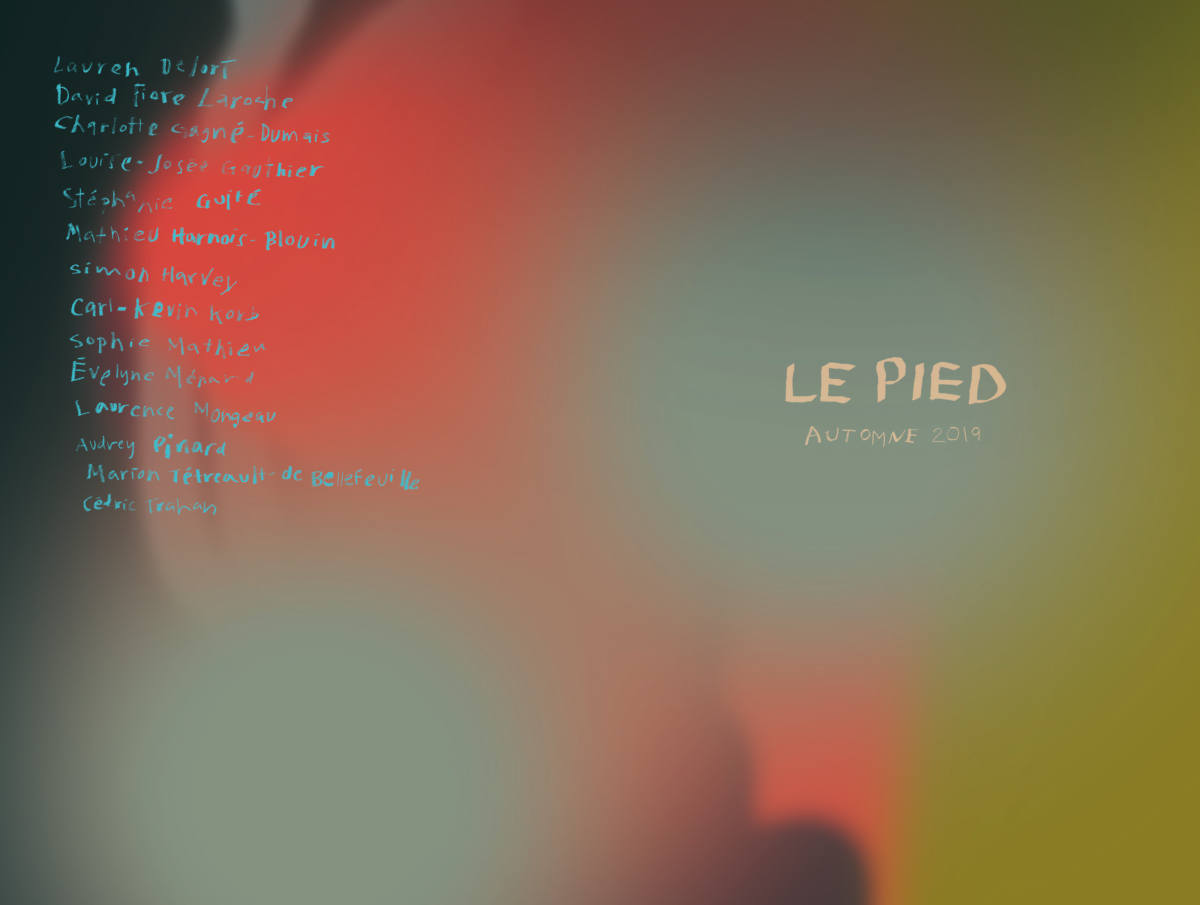 Lauren Delort
David Fiore Laroche
Charlotte Gagné-Dumais
Louise-Josée Gauthier
Stéphanie Guité
Mathieu Harnois-Blouin
simon Harvey
Carl-Kevin Korb
Sophie Mathieu
Évelyne Ménard
Laurence Mongeau
Audrey Pinard
Marion Tétreault-de Bellefeuille
Cédric Trahan
LE PIED
AUTOMNE 2019